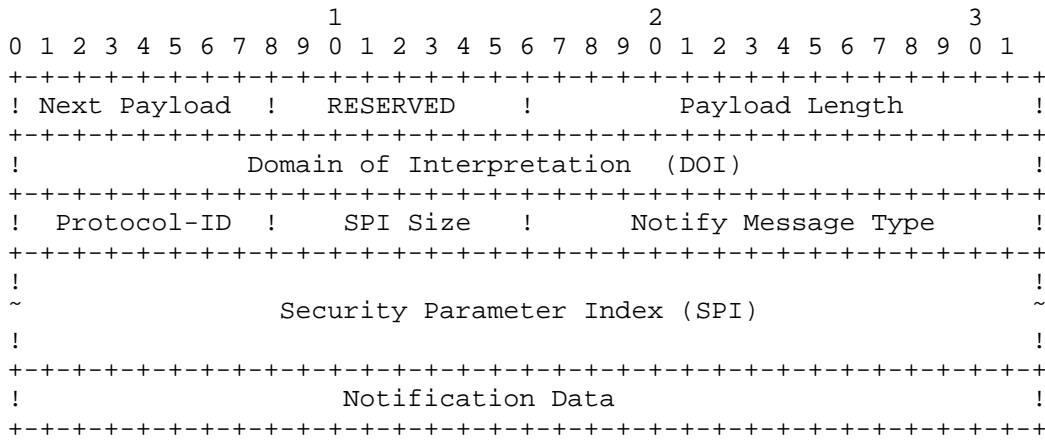 1                   2                   3
 0 1 2 3 4 5 6 7 8 9 0 1 2 3 4 5 6 7 8 9 0 1 2 3 4 5 6 7 8 9 0 1
+-+-+-+-+-+-+-+-+-+-+-+-+-+-+-+-+-+-+-+-+-+-+-+-+-+-+-+-+-+-+-+-+
! Next Payload  !   RESERVED    !         Payload Length        !
+-+-+-+-+-+-+-+-+-+-+-+-+-+-+-+-+-+-+-+-+-+-+-+-+-+-+-+-+-+-+-+-+
!              Domain of Interpretation  (DOI)                  !
+-+-+-+-+-+-+-+-+-+-+-+-+-+-+-+-+-+-+-+-+-+-+-+-+-+-+-+-+-+-+-+-+
!  Protocol-ID  !    SPI Size   !      Notify Message Type      !
+-+-+-+-+-+-+-+-+-+-+-+-+-+-+-+-+-+-+-+-+-+-+-+-+-+-+-+-+-+-+-+-+
!                                                               !
~                Security Parameter Index (SPI)                 ~
!                                                               !
+-+-+-+-+-+-+-+-+-+-+-+-+-+-+-+-+-+-+-+-+-+-+-+-+-+-+-+-+-+-+-+-+
!                    Notification Data                          !
+-+-+-+-+-+-+-+-+-+-+-+-+-+-+-+-+-+-+-+-+-+-+-+-+-+-+-+-+-+-+-+-+